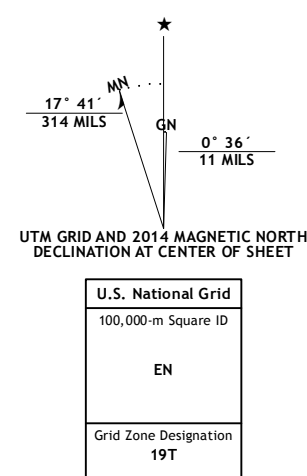 ★
MN
17° 41´
314 MILS
GN
0° 36´
11 MILS
UTM GRID AND 2014 MAGNETIC NORTH
DECLINATION AT CENTER OF SHEET
U.S. National Grid
100,000-m Square ID
EN
Grid Zone Designation
19T